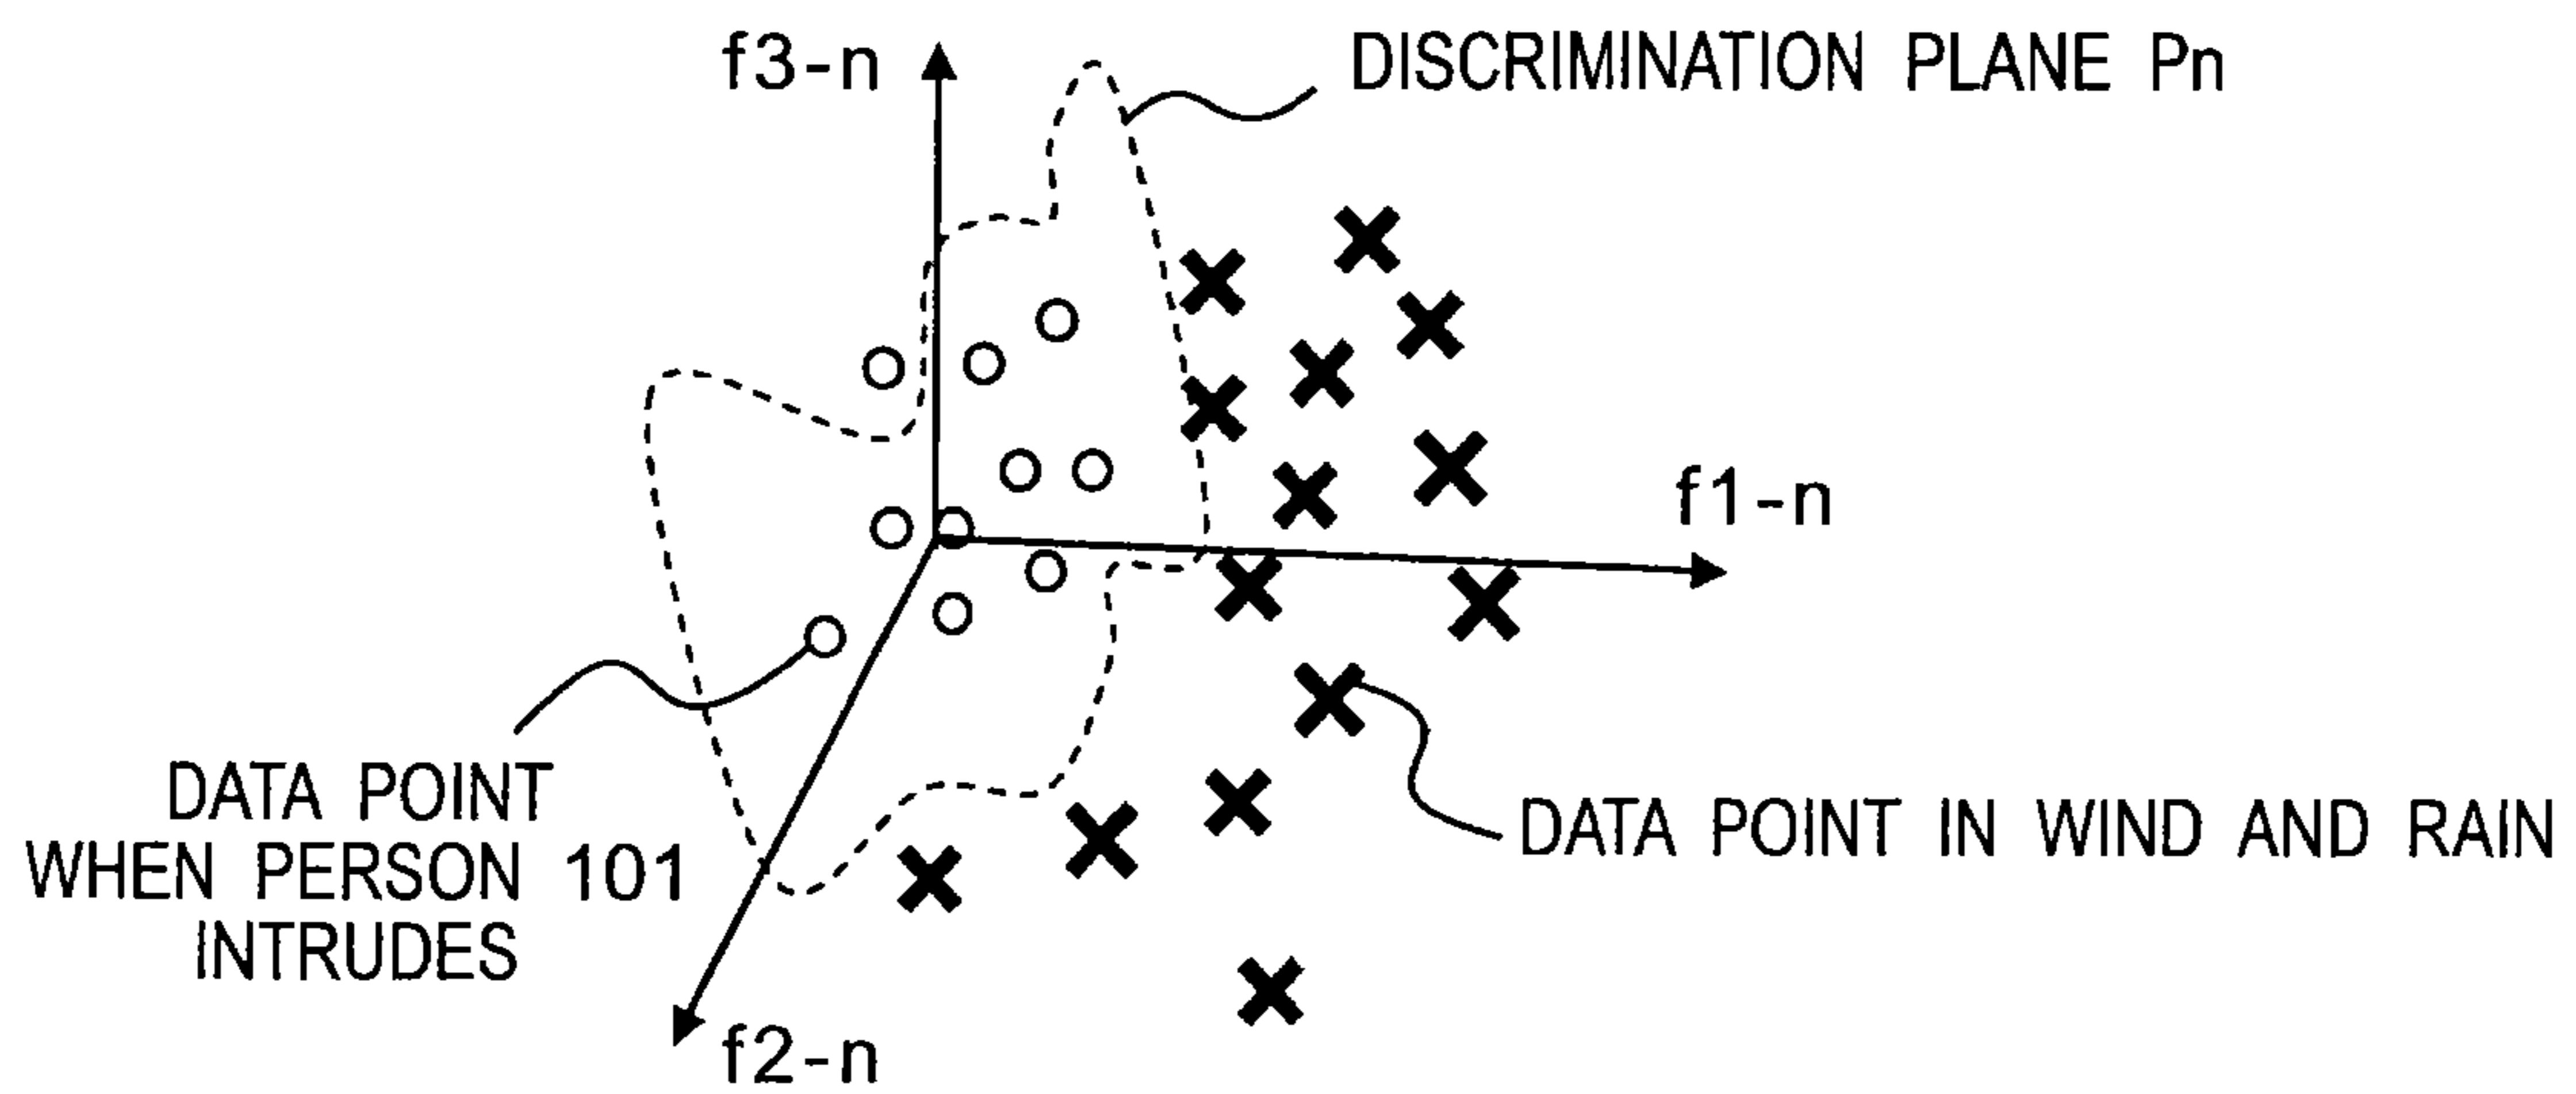 f3-n
DISCRIMINATION PLANE Pn
f1-n
DATA POINT
WHEN PERSON 101
INTRUDES
DATA POINT IN WIND AND RAIN
f2-n